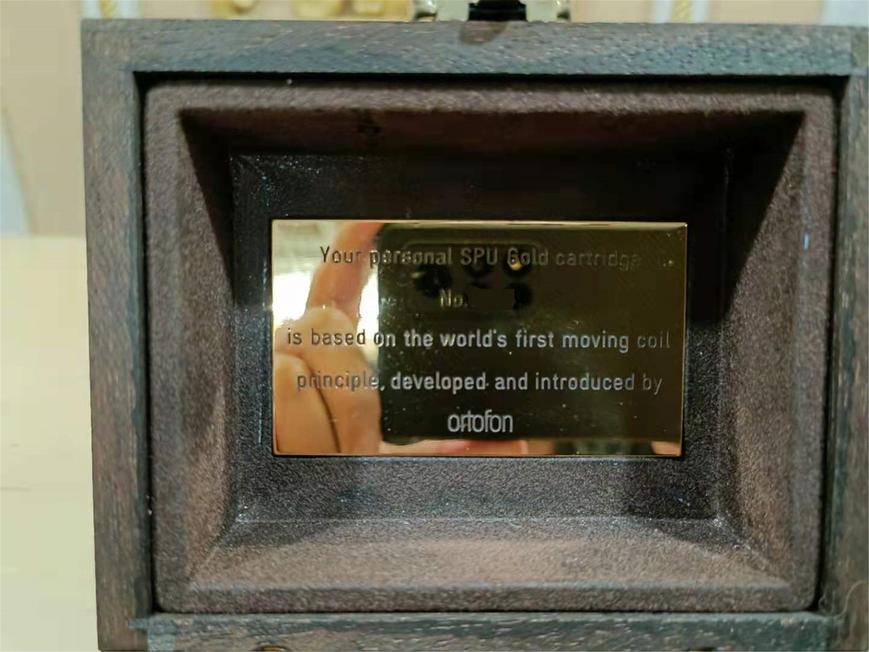 Your personal SPU Gold cartridge
No.
is based on the world's first moving coil
principle, developed and introduced by
ortofon